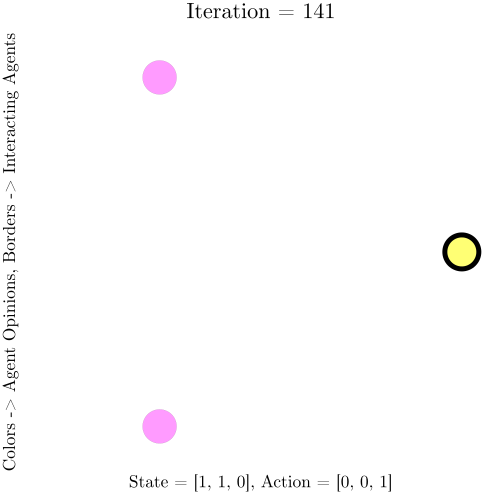 Iteration = 141
Colors -> Agent Opinions, Borders -> Interacting Agents
State = [1, 1, 0], Action = [0, 0, 1]